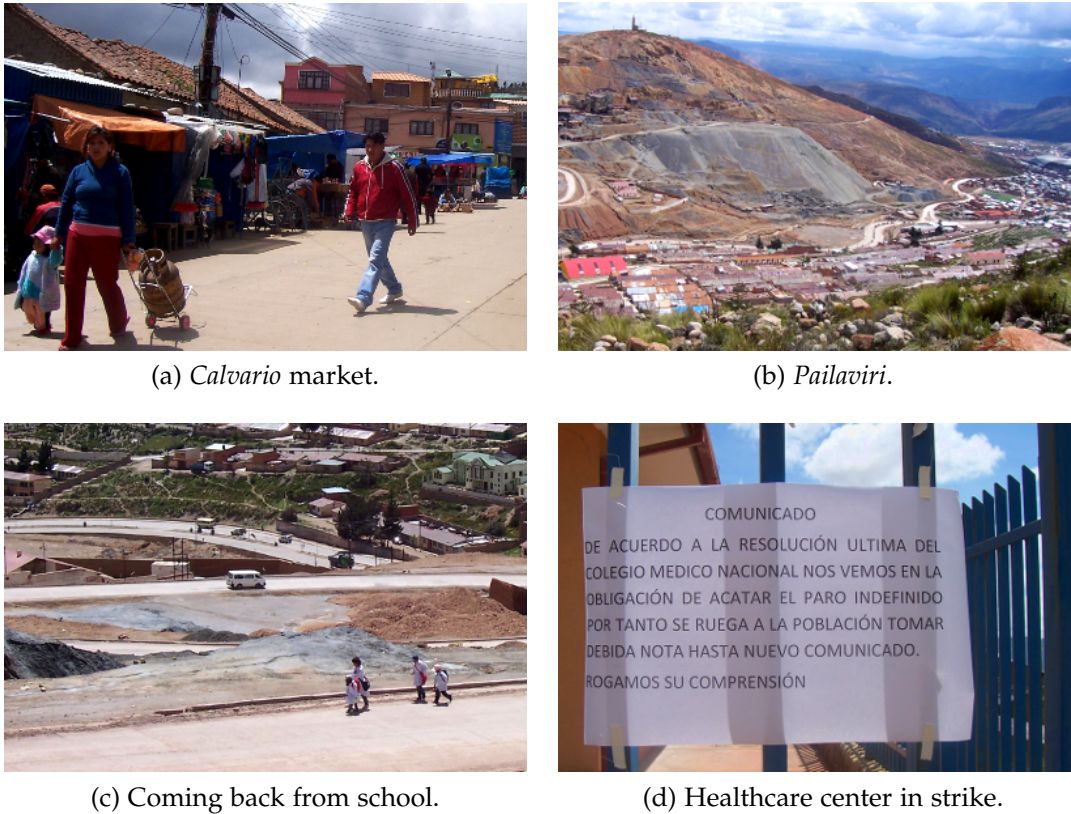 (a) Calvario market.
(b) Pailaviri.
COMUNICADO
DE ACUERDO A LA RESOLUCIÓN ULTIMA DEL
COLEGIO MEDICO NACIONAL NOS VEMOS EN LA
OBLIGACIÓN DE ACATAR EL PARO INDEFINIDO
POR TANTO SE RUEGA A LA POBLACIÓN TOMAR
DEBIDA NOTA HASTA NUEVO COMUNICADO.
ROGAMOS SU COMPRENSIÓN
(c) Coming back from school.
(d) Healthcare center in strike.